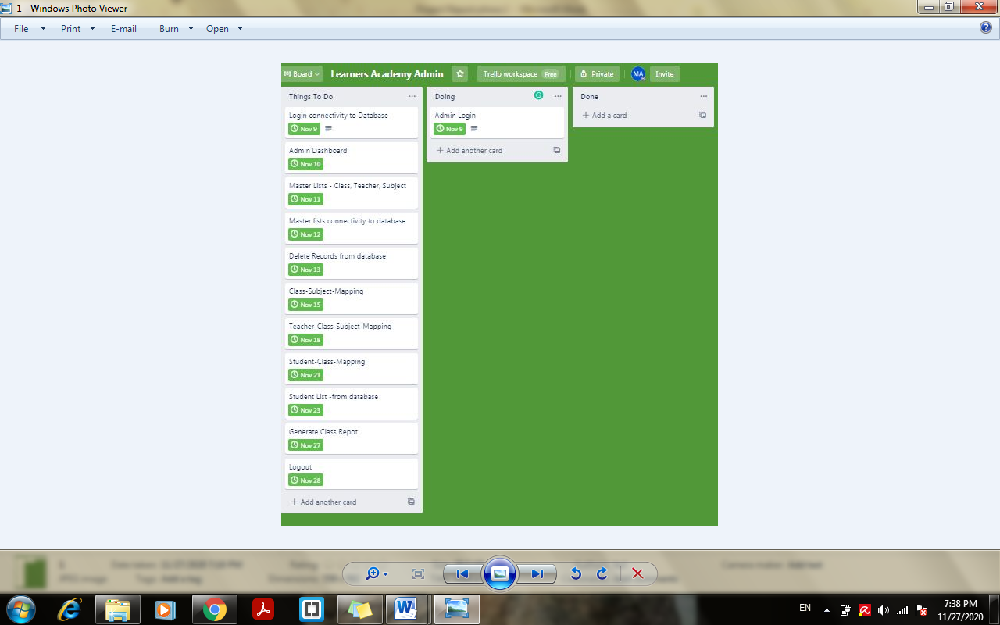 1 - Windows Photo Viewer
File Print E-mail Burn Open
Board Learners Academy Admin Trello workspace Free Private MA Invite
Things To Do
Login connectivity to Database
Nov 9
Admin Dashboard
Nov 10
Master Lists - Class, Teacher, Subject
Nov 11
Master lists connectivity to database
Nov 12
Delete Records from database
Nov 13
Class-Subject-Mapping
Nov 15
Teacher-Class-Subject-Mapping
Nov 18
Student-Class-Mapping
Nov 21
Student List -from database
Nov 23
Generate Class Repot
Nov 27
Logout
Nov 28
+ Add another card
Doing
Admin Login
Nov 9
+ Add another card
Done
+ Add a card
EN
7:38 PM
11/27/2020